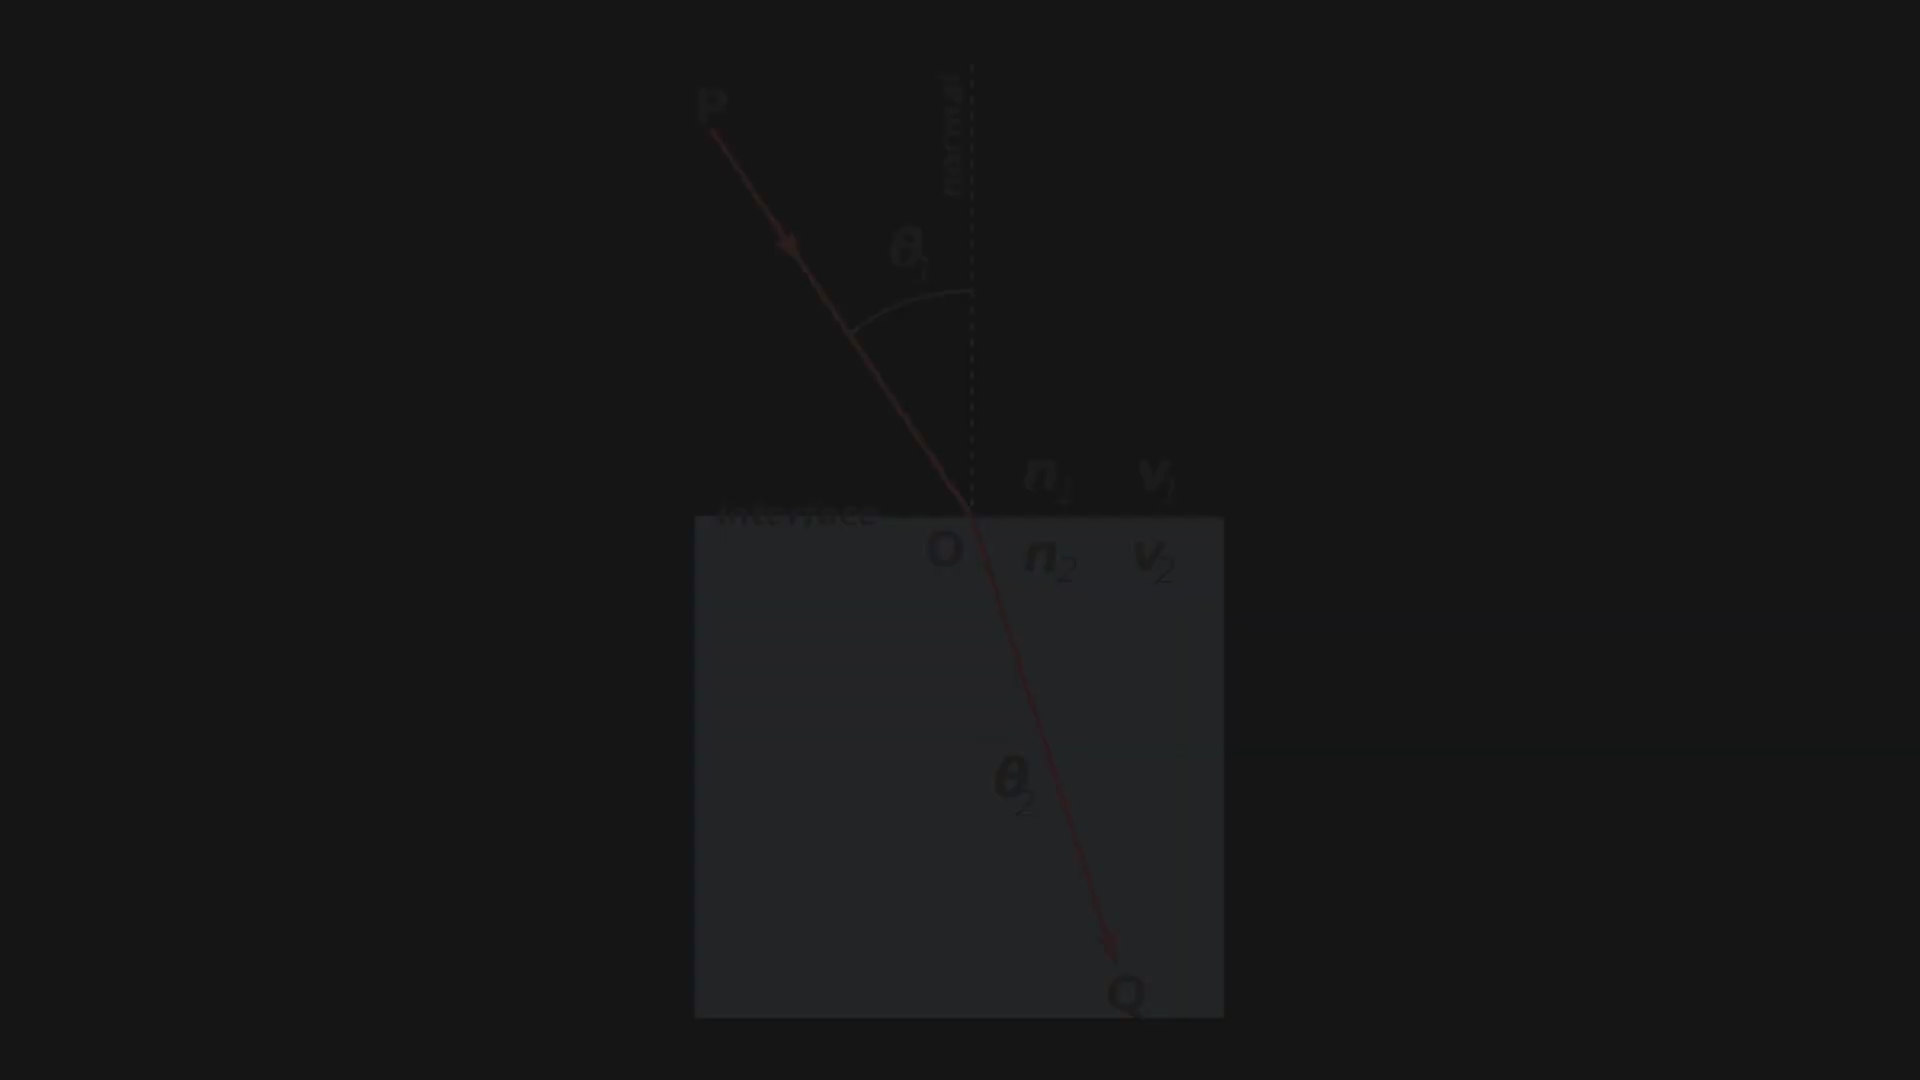 P
normal
θ1
n1 v1
interface
O n2 v2
θ2
Q